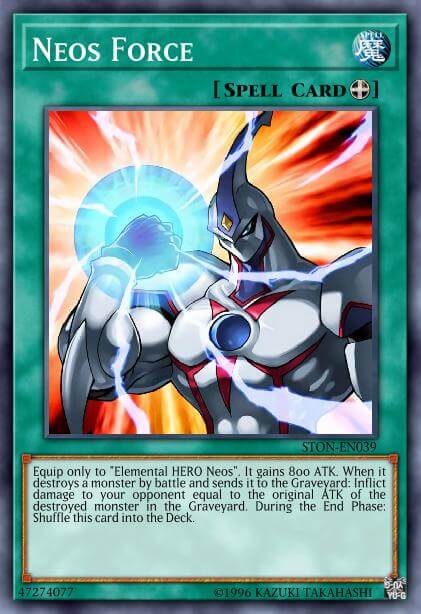 NEOS FORCE
SPELL
魔
[SPELL CARD]
STON-EN039
Equip only to "Elemental HERO Neos". It gains 800 ATK. When it
destroys a monster by battle and sends it to the Graveyard: Inflict
damage to your opponent equal to the original ATK of the
destroyed monster in the Graveyard. During the End Phase:
Shuffle this card into the Deck.
47274077
©1996 KAZUKI TAKAHASHI